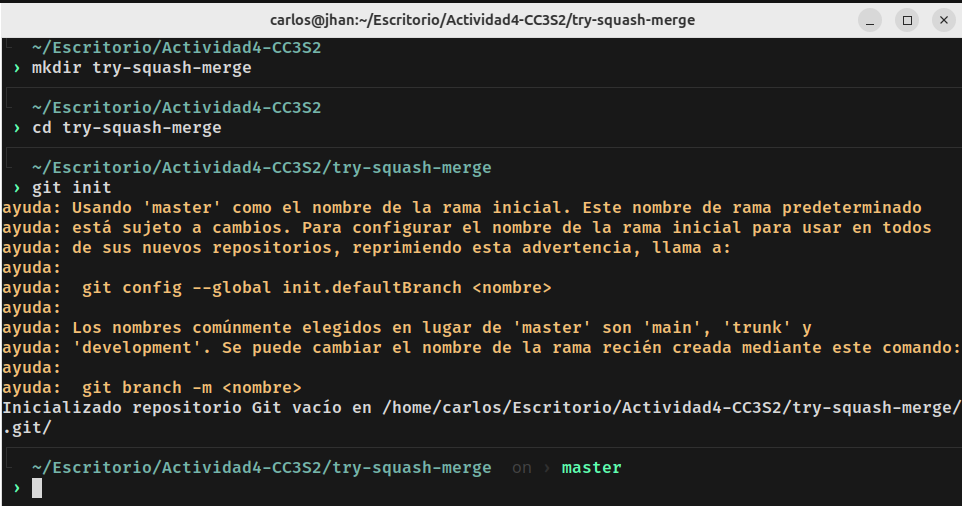 carlos@jhan:~/Escritorio/Actividad4-CC3S2/try-squash-merge
~/Escritorio/Actividad4-CC3S2
› mkdir try-squash-merge
~/Escritorio/Actividad4-CC3S2
› cd try-squash-merge
~/Escritorio/Actividad4-CC3S2/try-squash-merge
› git init
ayuda: Usando 'master' como el nombre de la rama inicial. Este nombre de rama predeterminado
ayuda: está sujeto a cambios. Para configurar el nombre de la rama inicial para usar en todos
ayuda: de sus nuevos repositorios, reprimiendo esta advertencia, llama a:
ayuda:
ayuda:  git config --global init.defaultBranch <nombre>
ayuda:
ayuda: Los nombres comúnmente elegidos en lugar de 'master' son 'main', 'trunk' y
ayuda: 'development'. Se puede cambiar el nombre de la rama recién creada mediante este comando:
ayuda:
ayuda:  git branch -m <nombre>
Inicializado repositorio Git vacío en /home/carlos/Escritorio/Actividad4-CC3S2/try-squash-merge/
.git/
~/Escritorio/Actividad4-CC3S2/try-squash-merge  on › master
›